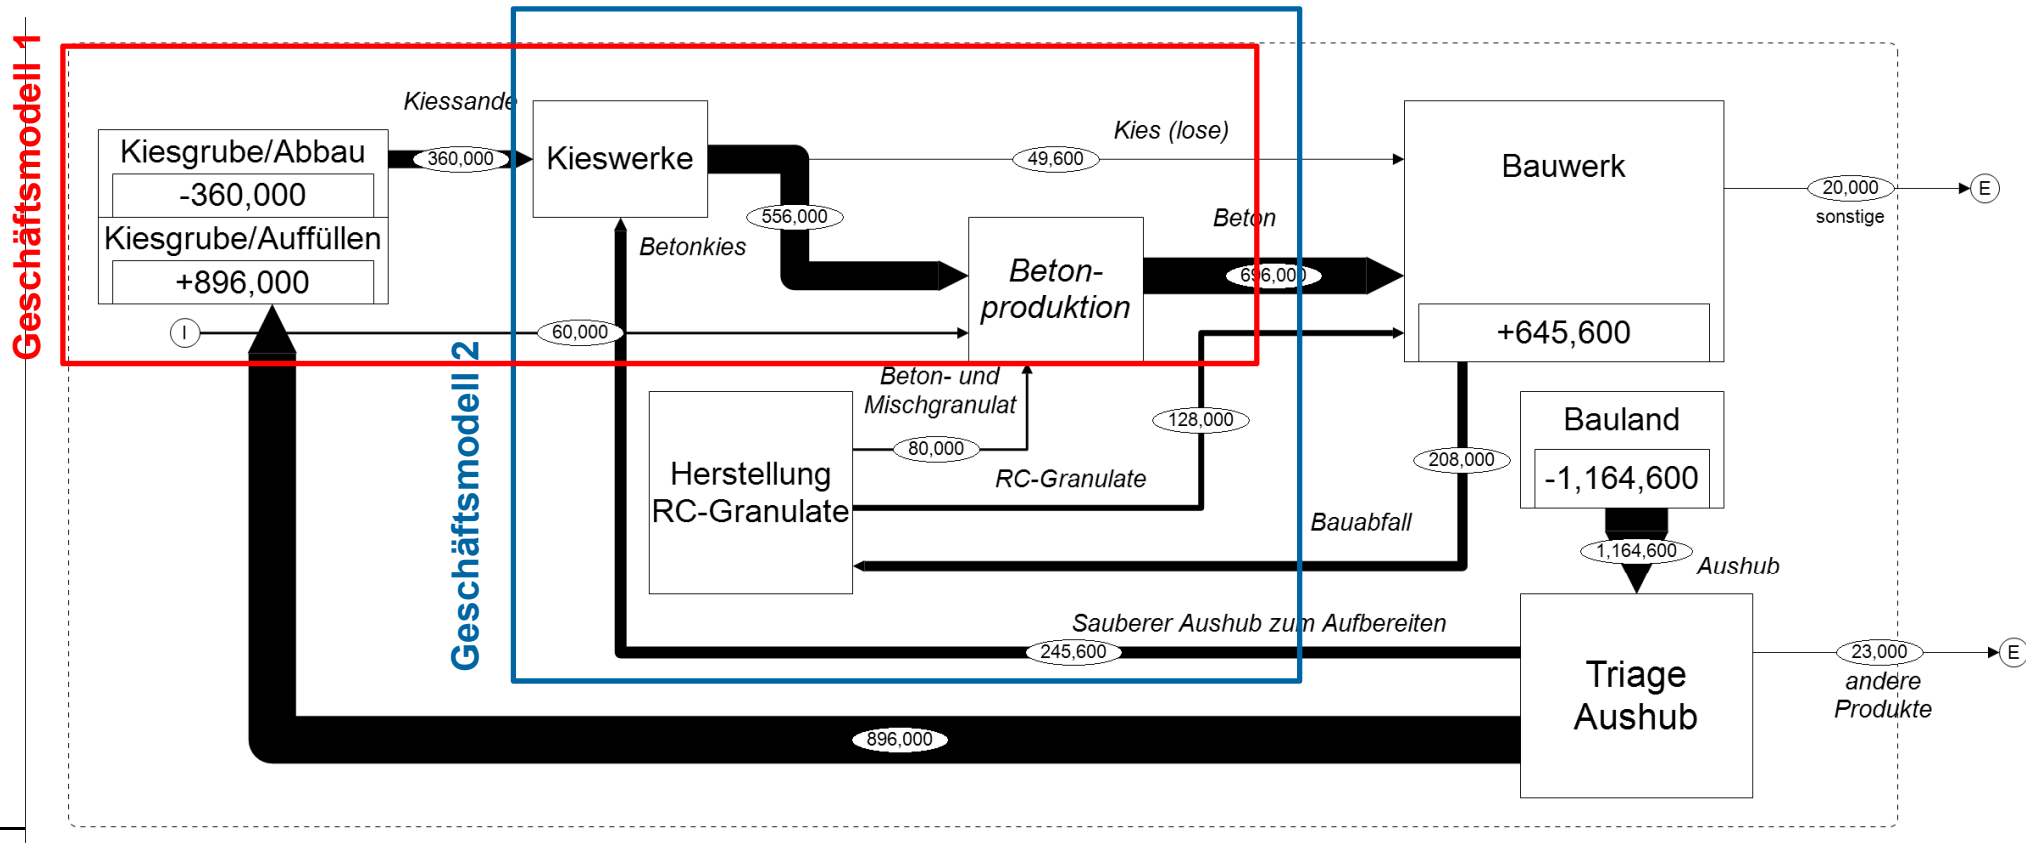 Geschäftsmodell 1
Kiessande
Kiesgrube/Abbau
-360,000
Kiesgrube/Auffüllen
+896,000
360,000
Kieswerke
Betonkies
556,000
Kies (lose)
49,600
Beton
696,000
Beton-
produktion
I
60,000
Bauwerk
+645,600
20,000
sonstige
E
Geschäftsmodell 2
Beton- und
Mischgranulat
80,000
128,000
Herstellung
RC-Granulate
RC-Granulate
208,000
Bauabfall
Bauland
-1,164,600
1,164,600
Aushub
Sauberer Aushub zum Aufbereiten
245,600
Triage
Aushub
23,000
E
andere
Produkte
896,000